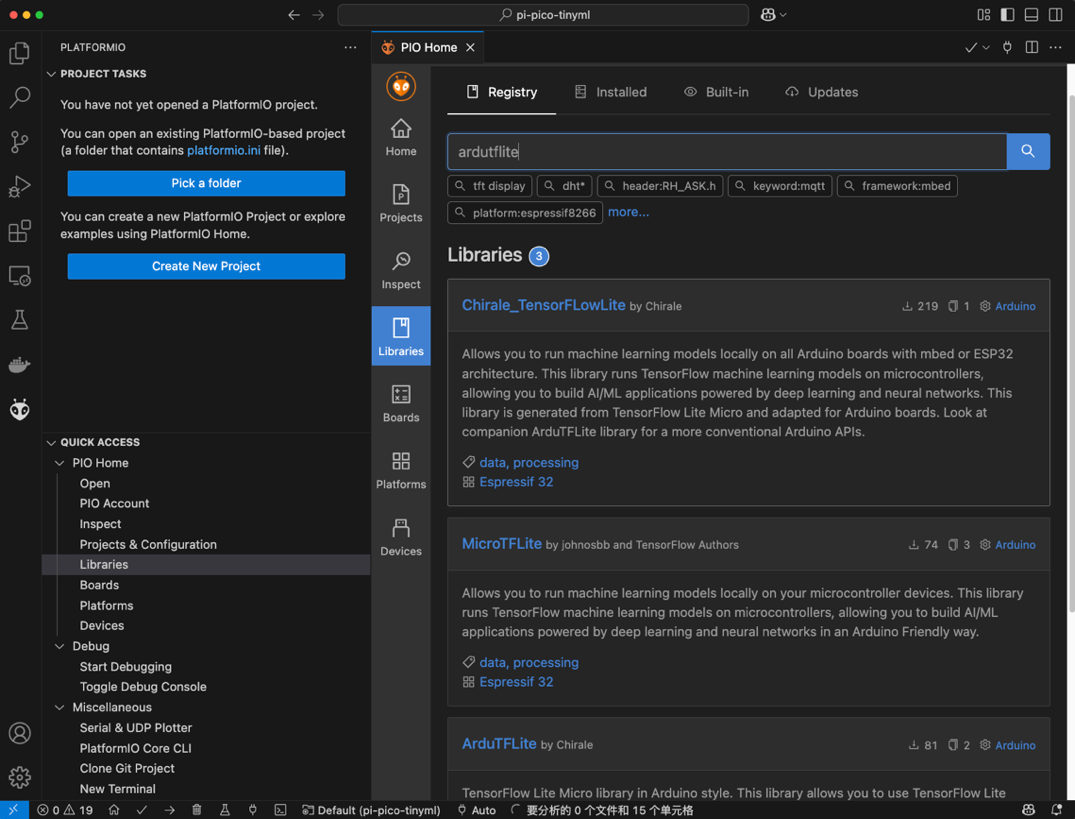 pi-pico-tinyml
PLATFORMIO
PROJECT TASKS
You have not yet opened a PlatformIO project.
You can open an existing PlatformIO-based project
(a folder that contains platformio.ini file).
Pick a folder
You can create a new PlatformIO Project or explore
examples using PlatformIO Home.
Create New Project
QUICK ACCESS
PIO Home
Open
PIO Account
Inspect
Projects & Configuration
Libraries
Boards
Platforms
Devices
Debug
Start Debugging
Toggle Debug Console
Miscellaneous
Serial & UDP Plotter
PlatformIO Core CLI
Clone Git Project
New Terminal
PIO Home
Home
Projects
Inspect
Libraries
Boards
Platforms
Devices
Registry Installed Built-in Updates
ardutflite
tft display dht* header:RH_ASK.h keyword:mqtt framework:mbed
platform:espressif8266 more...
Libraries 3
Chirale_TensorFLowLite by Chirale 219 1 Arduino
Allows you to run machine learning models locally on all Arduino boards with mbed or ESP32
architecture. This library runs TensorFlow machine learning models on microcontrollers,
allowing you to build AI/ML applications powered by deep learning and neural networks. This
library is generated from TensorFlow Lite Micro and adapted for Arduino boards. Look at
companion ArduTFLite library for a more conventional Arduino APIs.
data, processing
Espressif 32
MicroTFLite by johnosbb and TensorFlow Authors 74 3 Arduino
Allows you to run machine learning models locally on your microcontroller devices. This library
runs TensorFlow machine learning models on microcontrollers, allowing you to build AI/ML
applications powered by deep learning and neural networks in an Arduino Friendly way.
data, processing
Espressif 32
ArduTFLite by Chirale 81 2 Arduino
TensorFlow Lite Micro library in Arduino style. This library allows you to use TensorFlow Lite
0 19 Default (pi-pico-tinyml) Auto 要分析的 0 个文件和 15 个单元格